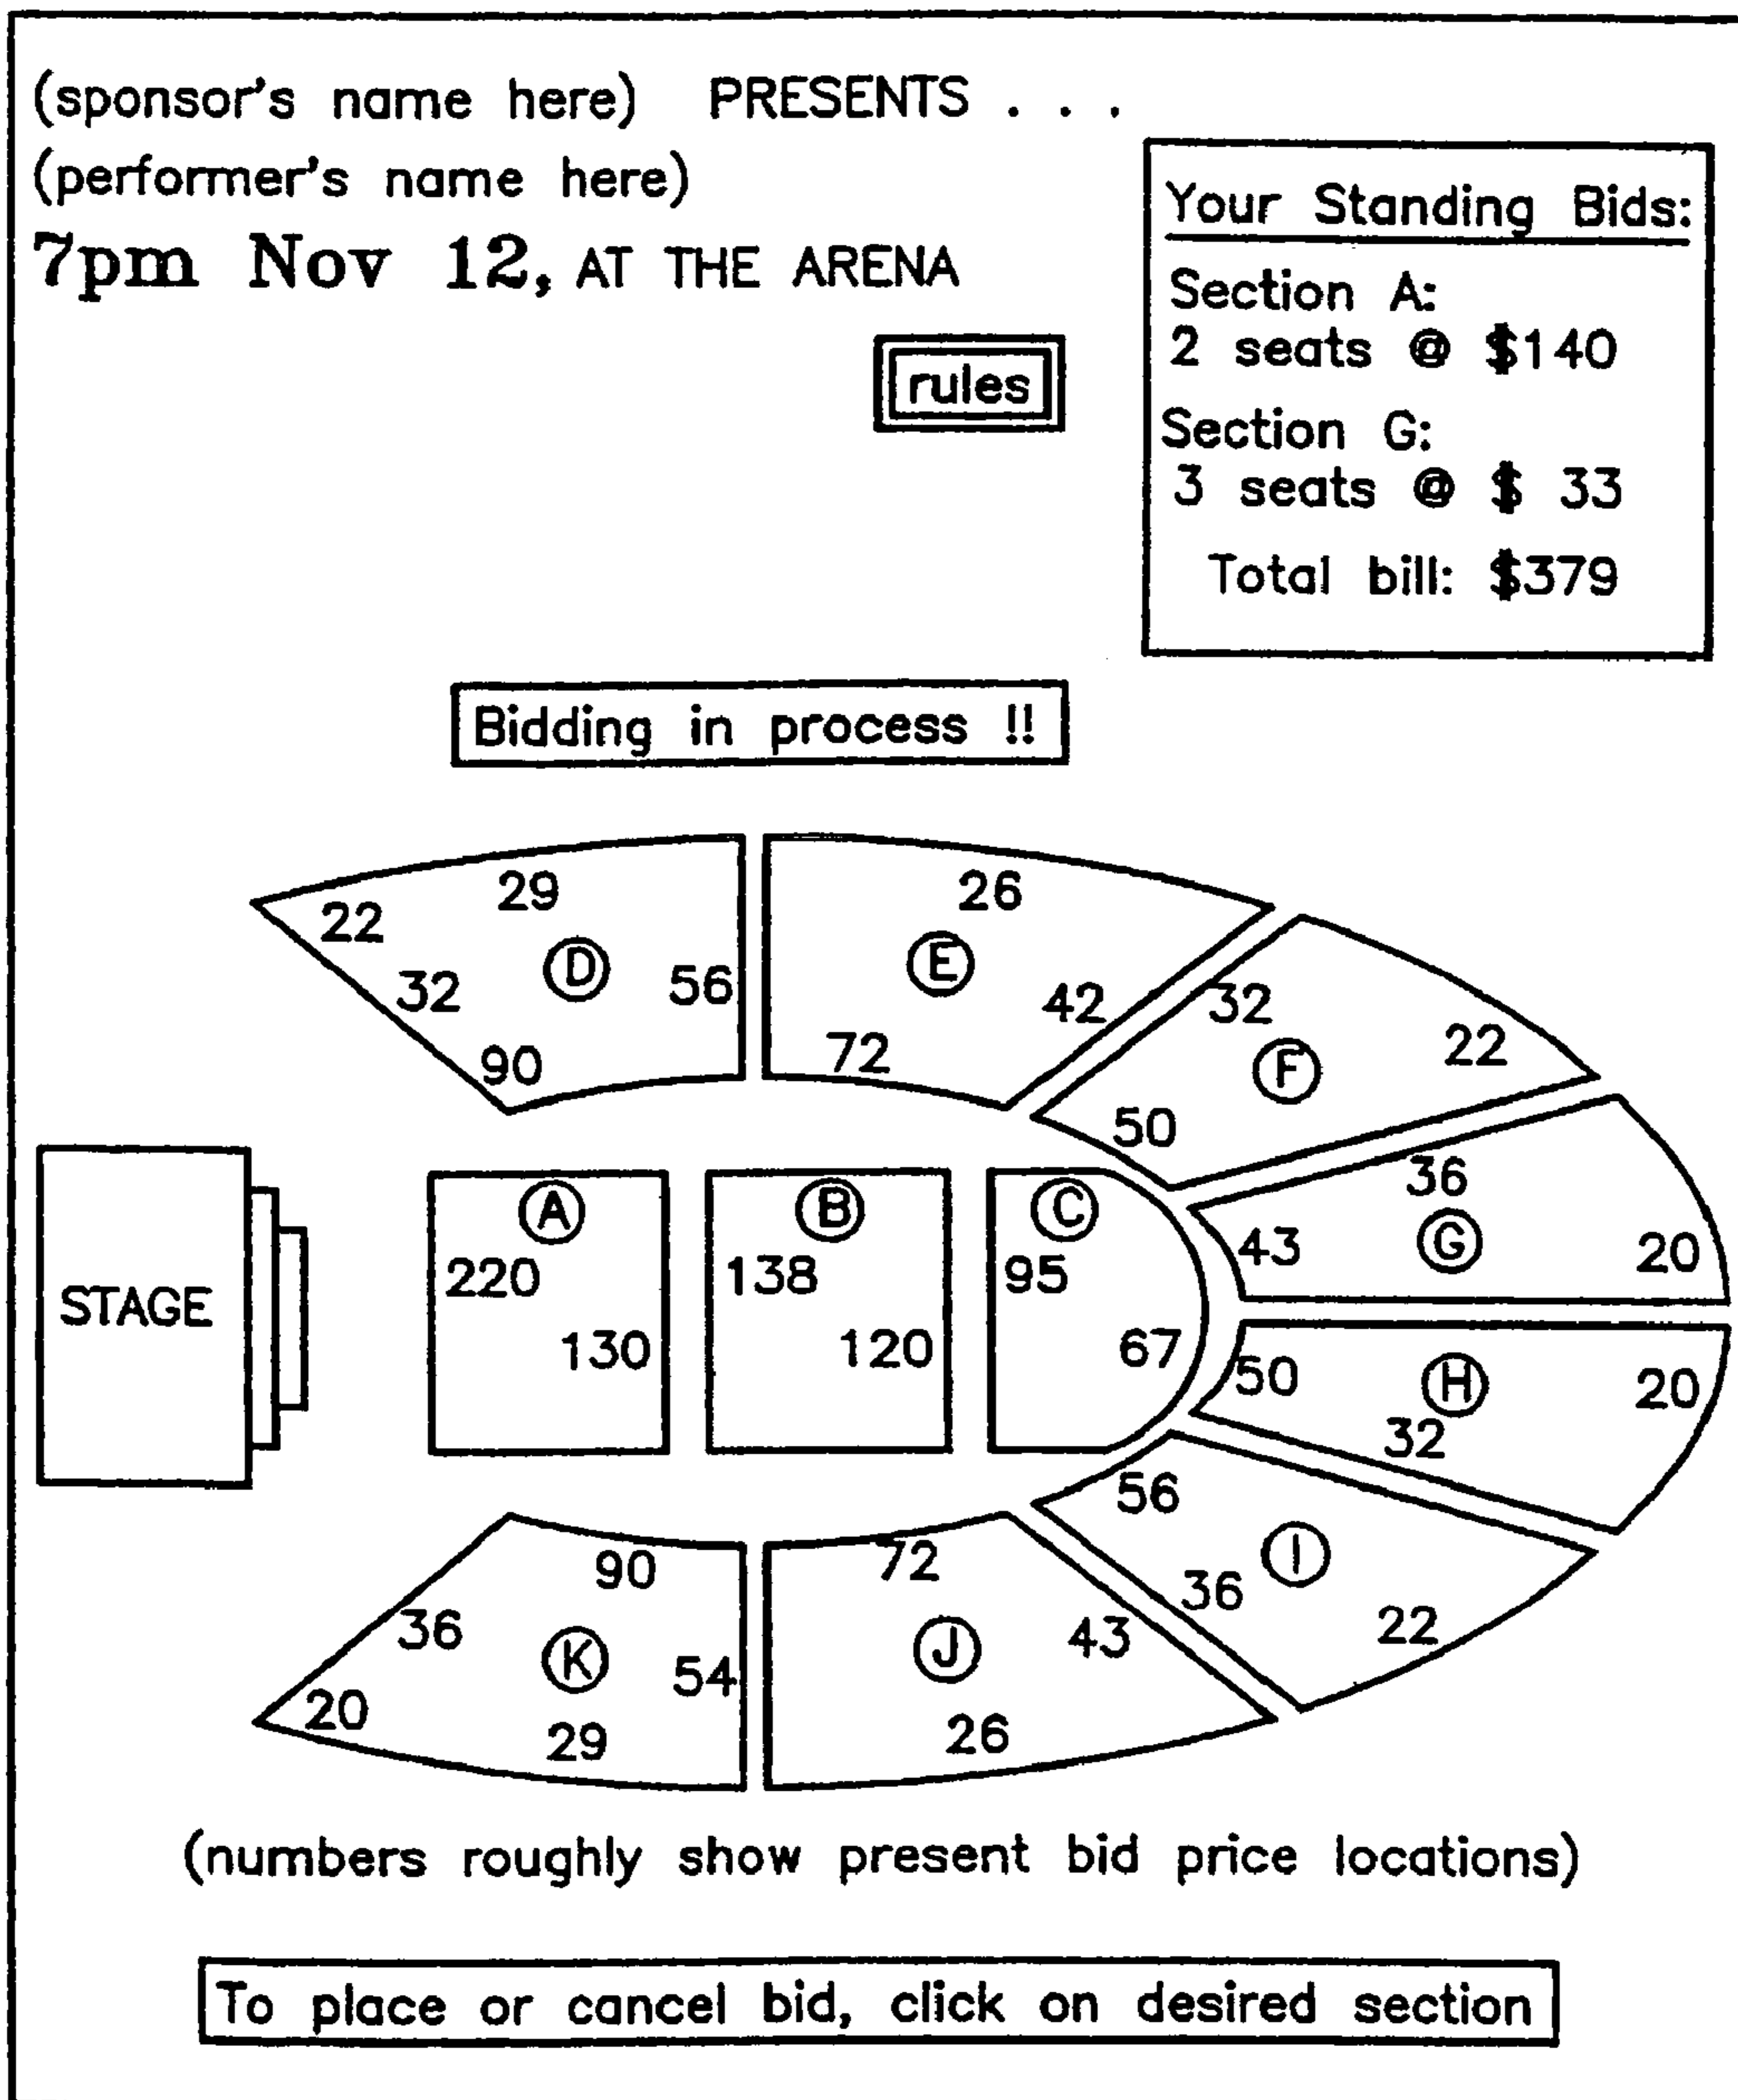 (sponsor's name here) PRESENTS . . .
(performer's name here)
7pm Nov 12, AT THE ARENA
rules
Your Standing Bids:
Section A:
2 seats @ $140
Section G:
3 seats @ $ 33
Total bill: $379
Bidding in process !!
29
22
D
32
56
90
26
E
42
72
32
22
F
50
36
43
G
20
STAGE
A
220
130
B
138
120
C
95
67
50
H
20
32
56
I
36
22
90
36
K
54
20
29
72
J
43
26
(numbers roughly show present bid price locations)
To place or cancel bid, click on desired section